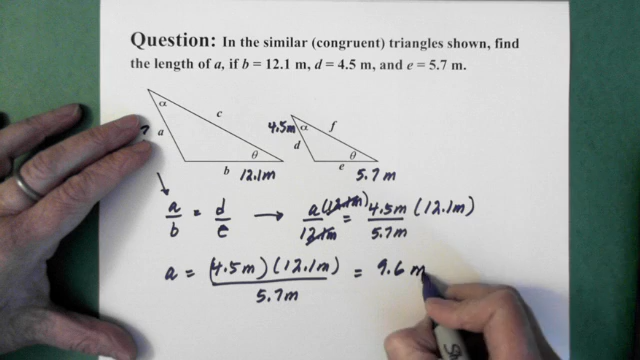 Question: In the similar (congruent) triangles shown, find
the length of a, if b = 12.1 m, d = 4.5 m, and e = 5.7 m.
α
c
a
θ
b 12.1m
4.5m
α
f
d
θ
e
5.7m
a/b = d/e → a(12.1m)/12.1m = 4.5m/5.7m (12.1m)
a = (4.5m)(12.1m)/5.7m = 9.6 m